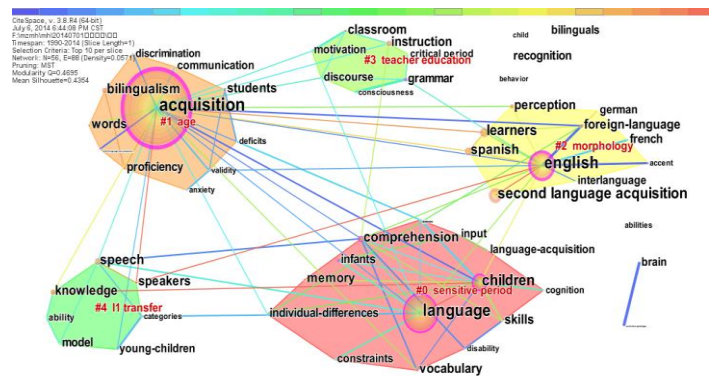 CiteSpace, v. 3.8.R4 (64-bit)
July 6, 2014 6:44:08 PM CST
Timespan: 1990-2014 (Slice Length=1)
Selection Criteria: Top 10 per slice
Network: N=56, E=88 (Density=0.0571)
Pruning: MST
Modularity Q=0.4695
Mean Silhouette=0.4354
classroom
instruction
motivation
critical period
#3 teacher education
discourse
grammar
consciousness
child
bilinguals
recognition
behavior
discrimination
communication
bilingualism
students
acquisition
#1 age
words
deficits
proficiency
validity
anxiety
perception
german
learners
foreign-language
french
spanish
#2 morphology
english
accent
interlanguage
second language acquisition
abilities
brain
comprehension
input
language-acquisition
infants
memory
children
#0 sensitive period
cognition
individual-differences
language
skills
disability
constraints
vocabulary
speech
speakers
knowledge
#4 l1 transfer
ability
categories
model
young-children